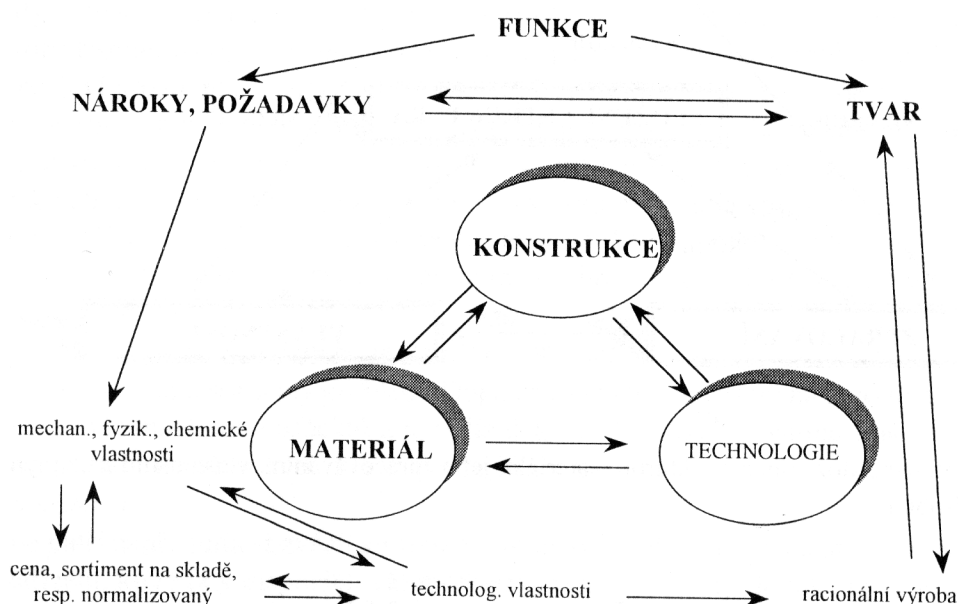 FUNKCE
NÁROKY, POŽADAVKY
TVAR
KONSTRUKCE
mechan., fyzik., chemické
vlastnosti
MATERIÁL
TECHNOLOGIE
cena, sortiment na skladě,
resp. normalizovaný
technolog. vlastnosti
racionální výroba